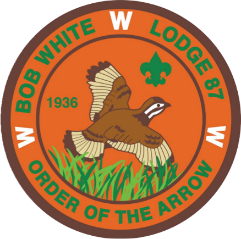 BOB WHITE W LODGE 87
1936
W W
ORDER OF THE ARROW